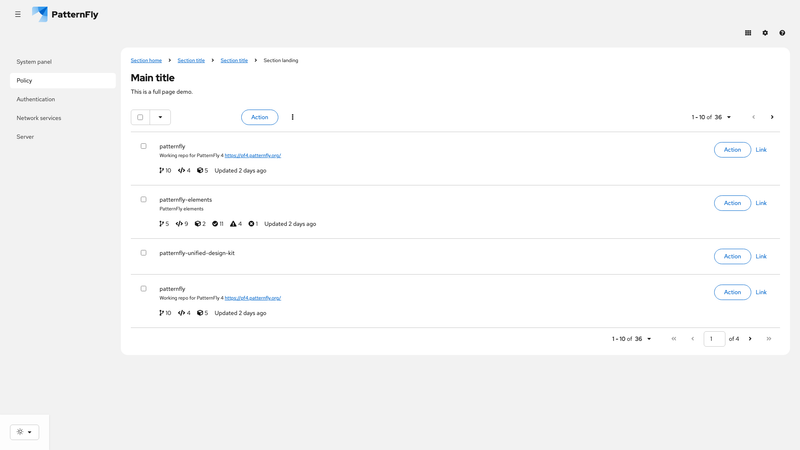 PatternFly
System panel
Policy
Authentication
Network services
Server
Section home
Section title
Section title
Section landing
Main title
This is a full page demo.
Action
1 - 10 of 36
patternfly
Working repo for PatternFly 4 https://pf4.patternfly.org/
10 4 5 Updated 2 days ago
Action Link
patternfly-elements
PatternFly elements
5 9 2 11 4 1 Updated 2 days ago
Action Link
patternfly-unified-design-kit
Action Link
patternfly
Working repo for PatternFly 4 https://pf4.patternfly.org/
10 4 5 Updated 2 days ago
Action Link
1 - 10 of 36
1 of 4